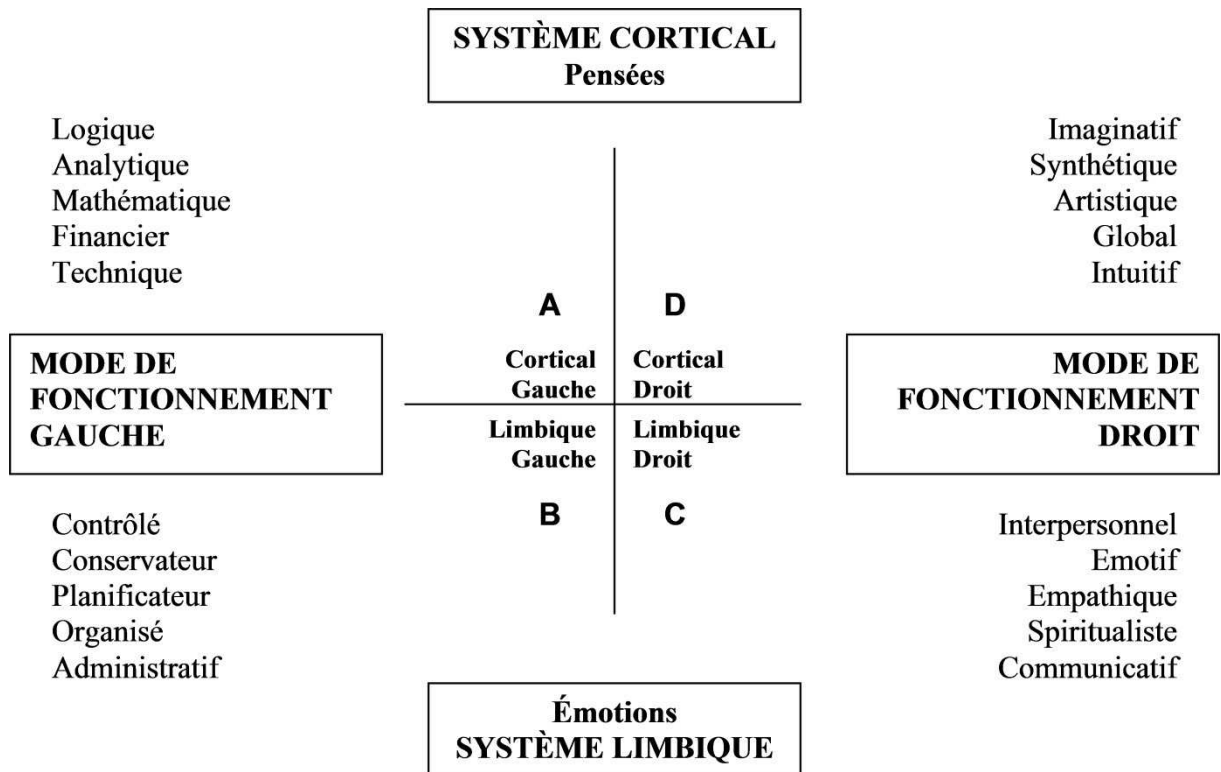 SYSTÈME CORTICAL
Pensées
Logique
Analytique
Mathématique
Financier
Technique
Imaginatif
Synthétique
Artistique
Global
Intuitif
A
D
MODE DE
FONCTIONNEMENT
GAUCHE
Cortical
Gauche
Cortical
Droit
Limbique
Gauche
Limbique
Droit
MODE DE
FONCTIONNEMENT
DROIT
B
C
Contrôlé
Conservateur
Planificateur
Organisé
Administratif
Interpersonnel
Emotif
Empathique
Spiritualiste
Communicatif
Émotions
SYSTÈME LIMBIQUE